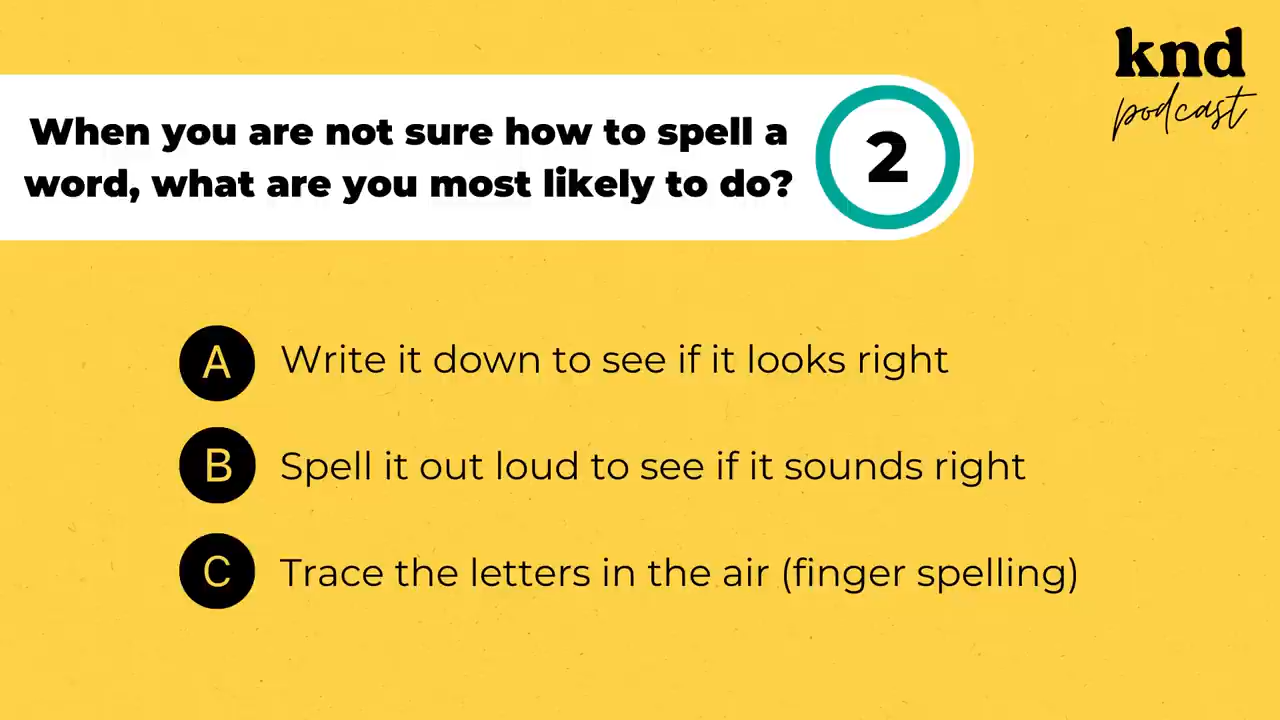 knd
podcast
When you are not sure how to spell a
word, what are you most likely to do?
2
A Write it down to see if it looks right
B Spell it out loud to see if it sounds right
C Trace the letters in the air (finger spelling)